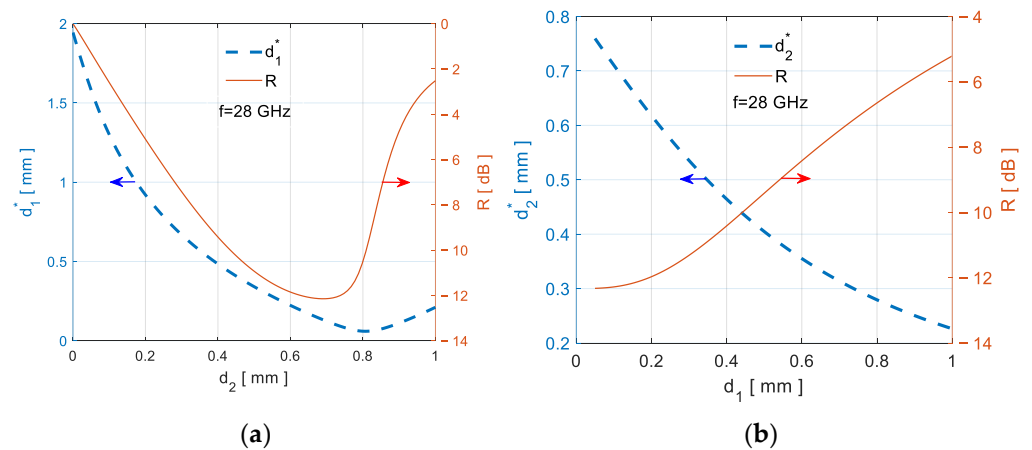 d₁*
R
f=28 GHz
d₁* [ mm ]
2
1.5
1
0.5
0
0
0.2
0.4
0.6
0.8
1
d₂ [ mm ]
0
− 2
− 4
− 6
− 8
− 10
− 12
− 14
R [ dB ]
(a)
d₂*
R
f=28 GHz
d₂* [ mm ]
0.8
0.7
0.6
0.5
0.4
0.3
0.2
0.2
0.4
0.6
0.8
1
d₁ [ mm ]
− 4
− 6
− 8
− 10
− 12
− 14
R [ dB ]
(b)